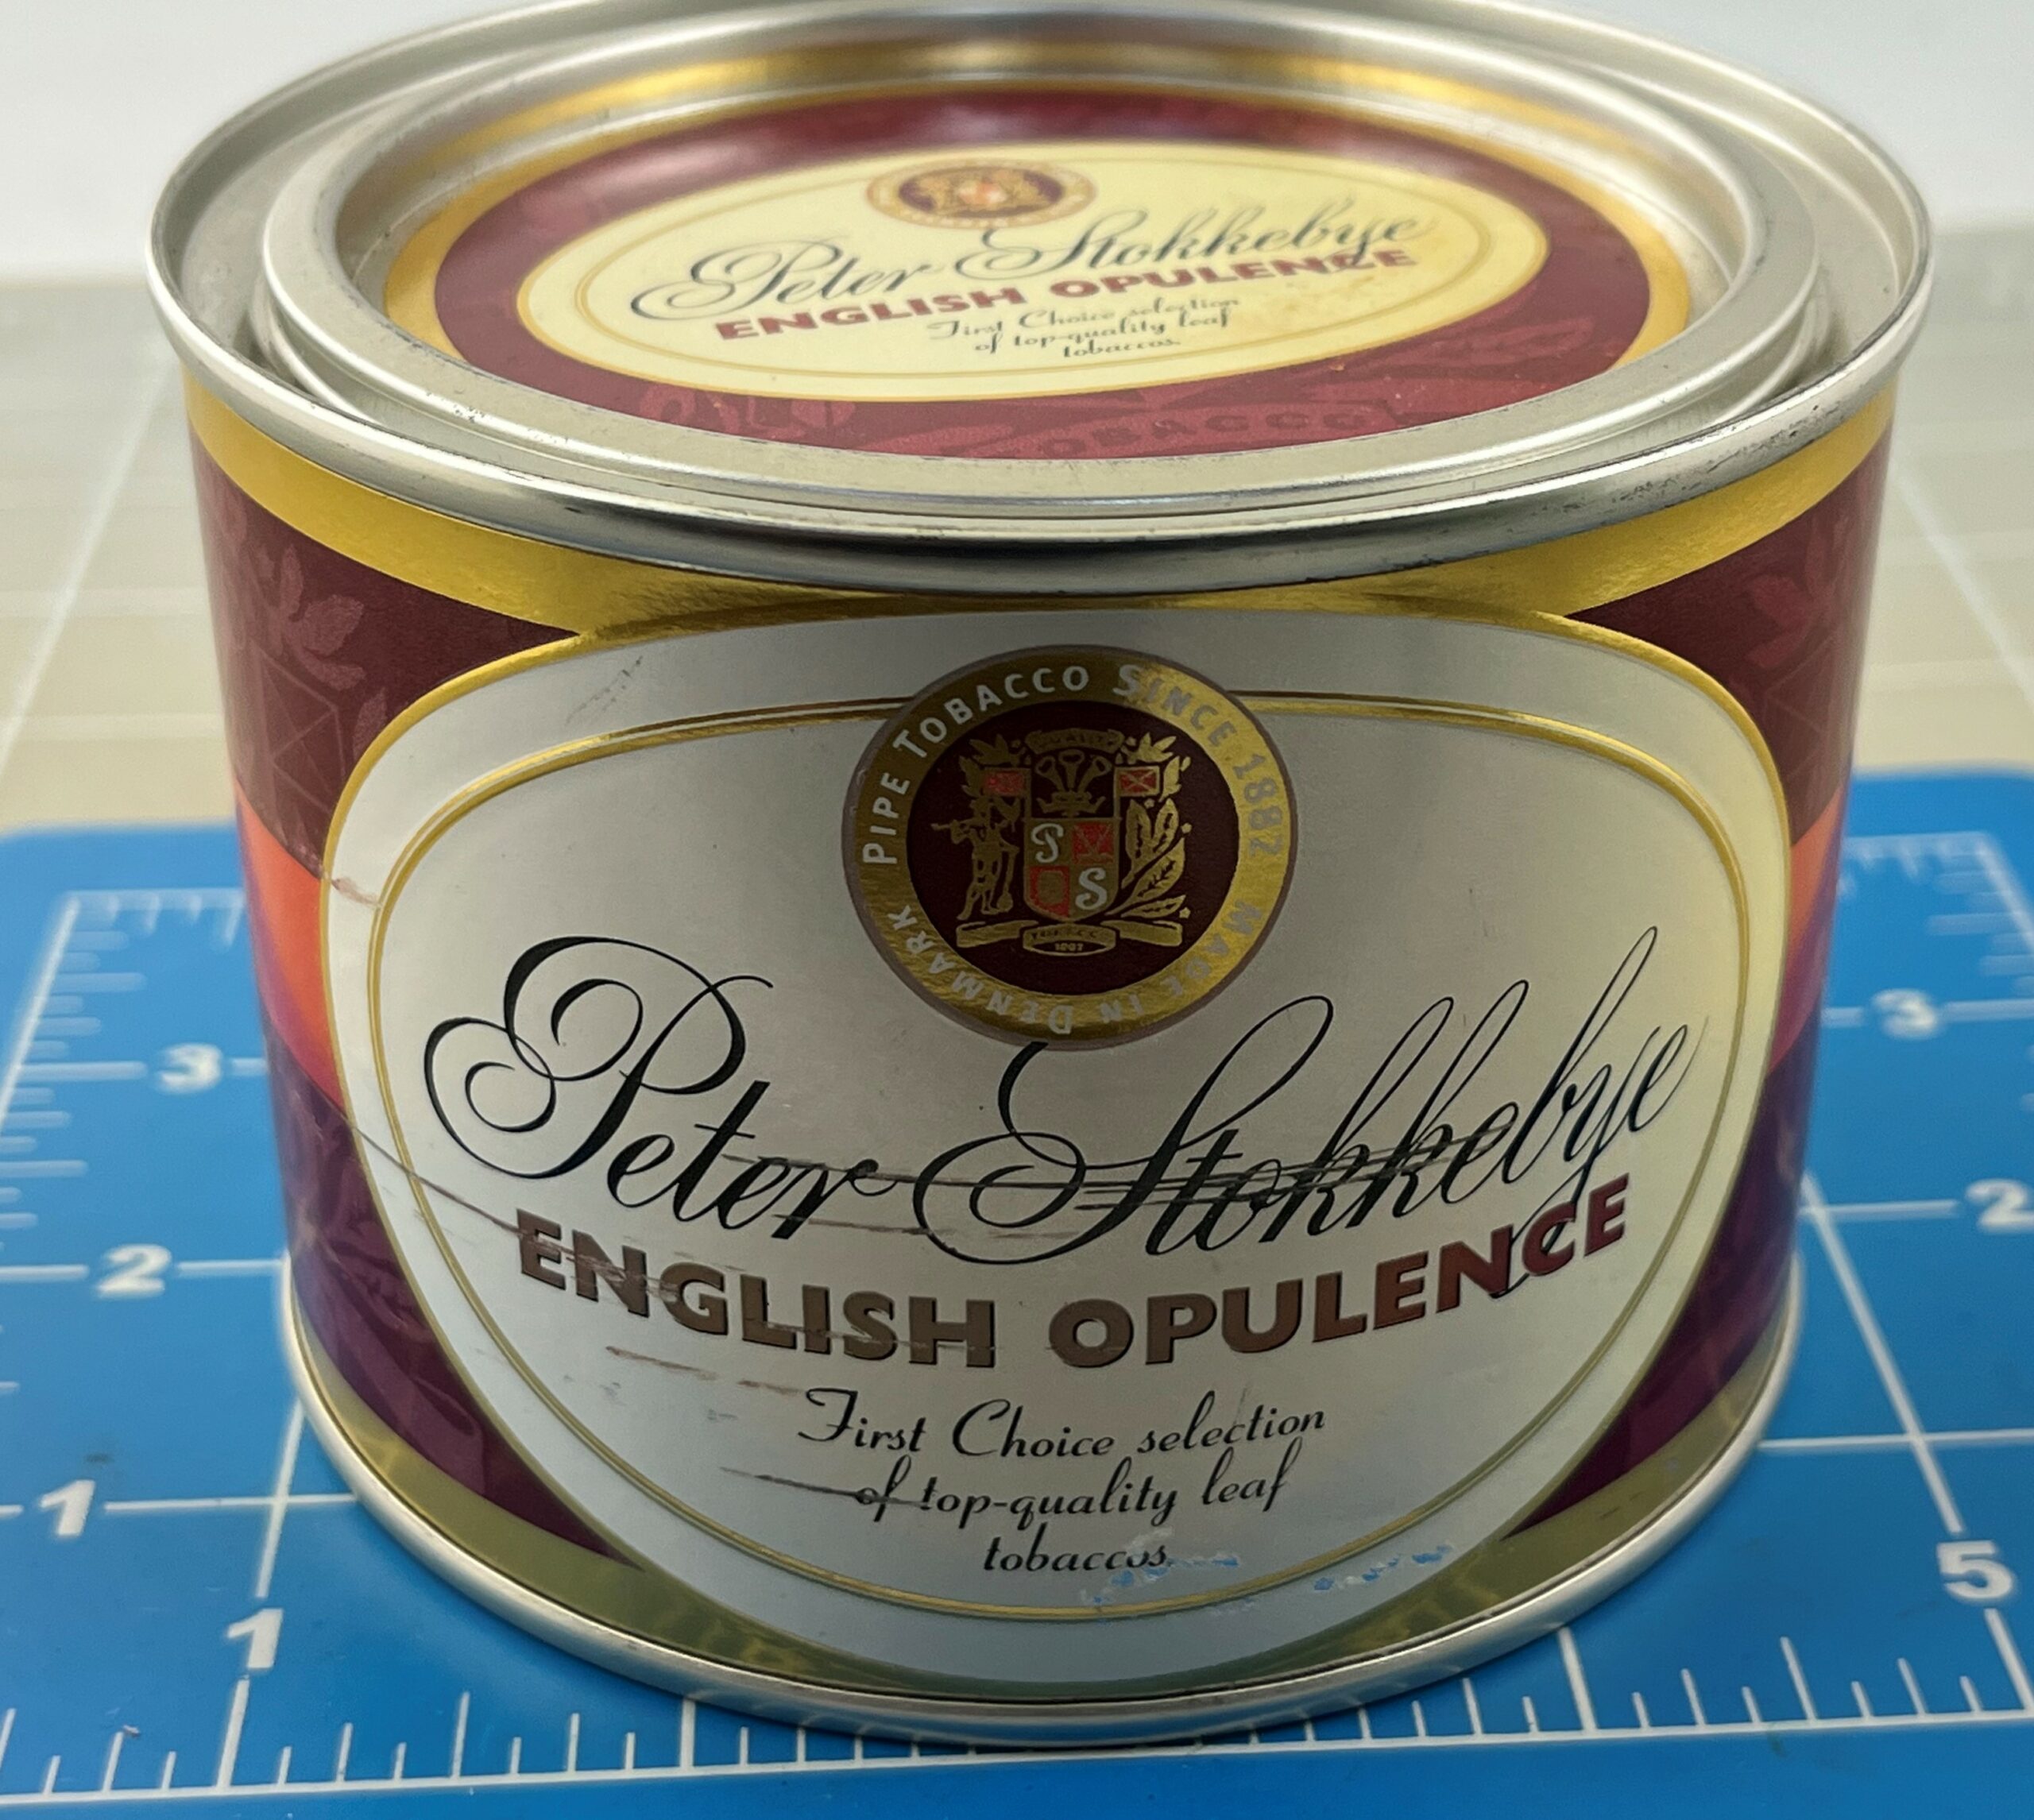 Peter Stokkebye
ENGLISH OPULENCE
First Choice selection
of top-quality leaf
tobaccos.
TOBACCO
PIPE TOBACCO SINCE 1882 MADE IN DENMARK
S
S
Peter Stokkebye
ENGLISH OPULENCE
First Choice selection
of top-quality leaf
tobaccos.
3
3
2
2
1
5
1